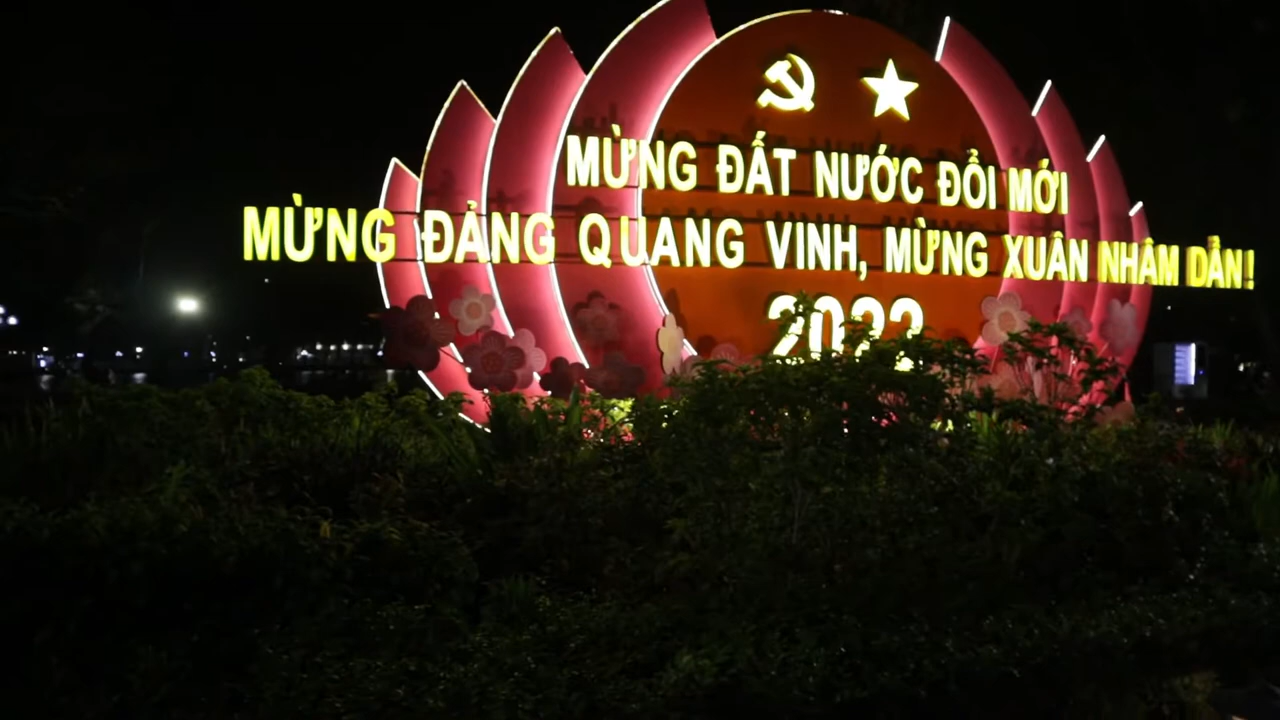 MỪNG ĐẤT NƯỚC ĐỔI MỚI
MỪNG ĐẢNG QUANG VINH, MỪNG XUÂN NHÂM DẦN!
2022